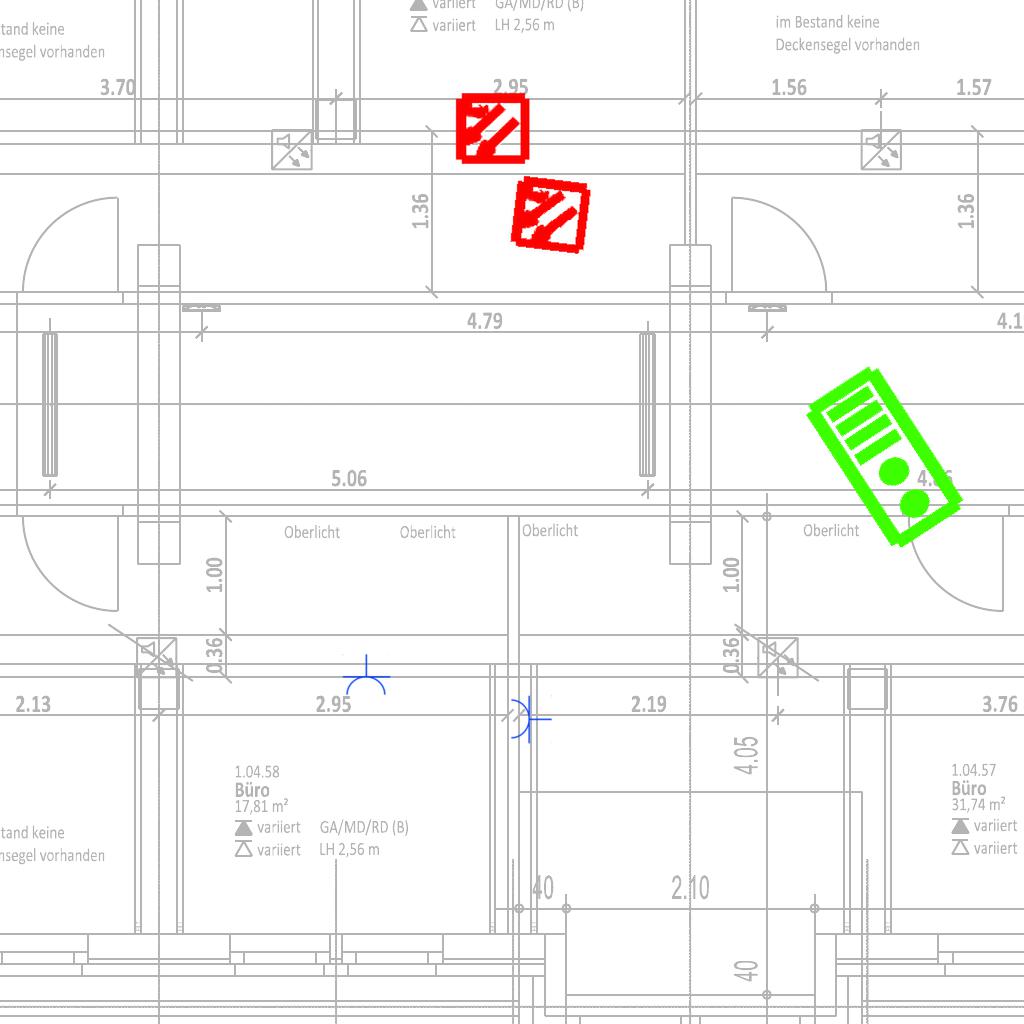 variiert GA/MD/RD (B)
variiert LH 2,56 m
tand keine
nsegel vorhanden
im Bestand keine
Deckensegel vorhanden
3.70
2.95
1.56
1.57
1.36
1.36
4.79
4.1
5.06
Oberlicht
Oberlicht
Oberlicht
Oberlicht
1.00
1.00
0.36
0.36
2.13
2.95
2.19
3.76
4.05
1.04.58
Büro
17,81 m²
variiert GA/MD/RD (B)
variiert LH 2,56 m
1.04.57
Büro
31,74 m²
variiert
variiert
tand keine
nsegel vorhanden
40
2.10
40